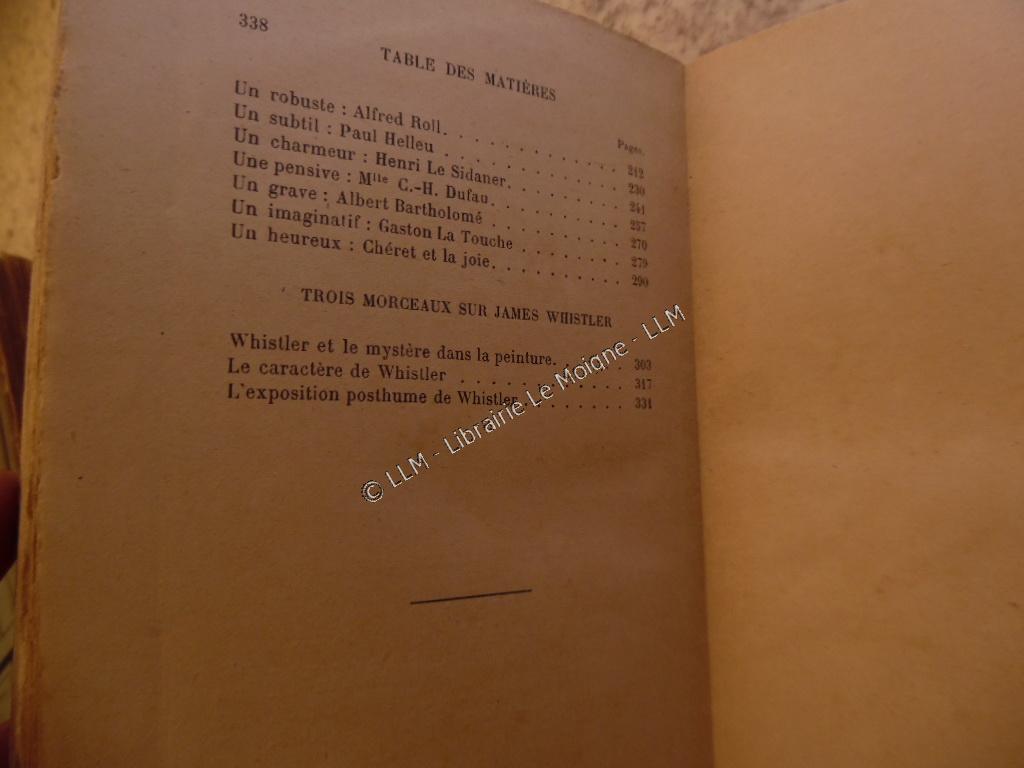 338
TABLE DES MATIÈRES
Pages.
Un robuste : Alfred Roll. . . . . . . . . . . . 212
Un subtil : Paul Helleu . . . . . . . . . . . . 230
Un charmeur : Henri Le Sidaner. . . . . . . . . 241
Une pensive : Mlle C.-H. Dufau. . . . . . . . . 257
Un grave : Albert Bartholomé . . . . . . . . . 270
Un imaginatif : Gaston La Touche . . . . . . . 279
Un heureux : Chéret et la joie. . . . . . . . . 290
TROIS MORCEAUX SUR JAMES WHISTLER
Whistler et le mystère dans la peinture. . . . . . 303
Le caractère de Whistler . . . . . . . . . . . 317
L'exposition posthume de Whistler. . . . . . . . 331
© LLM - Librairie Le Moigne - LLM